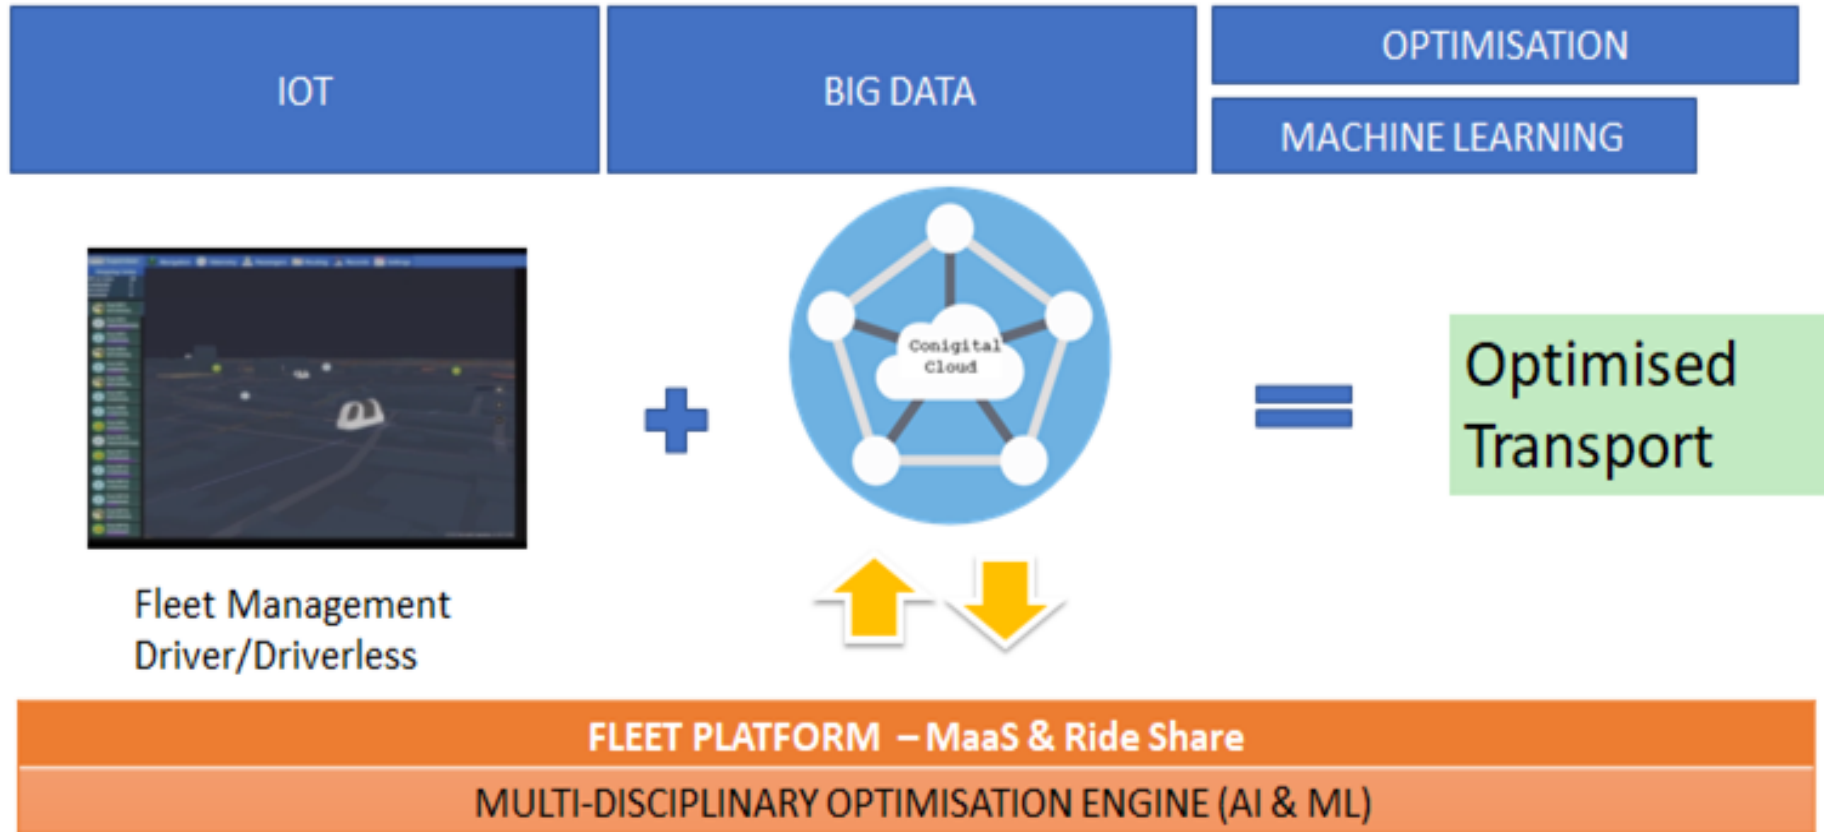 IOT
BIG DATA
OPTIMISATION
MACHINE LEARNING
Conigital
Cloud
Optimised
Transport
Fleet Management
Driver/Driverless
FLEET PLATFORM – MaaS & Ride Share
MULTI-DISCIPLINARY OPTIMISATION ENGINE (AI & ML)